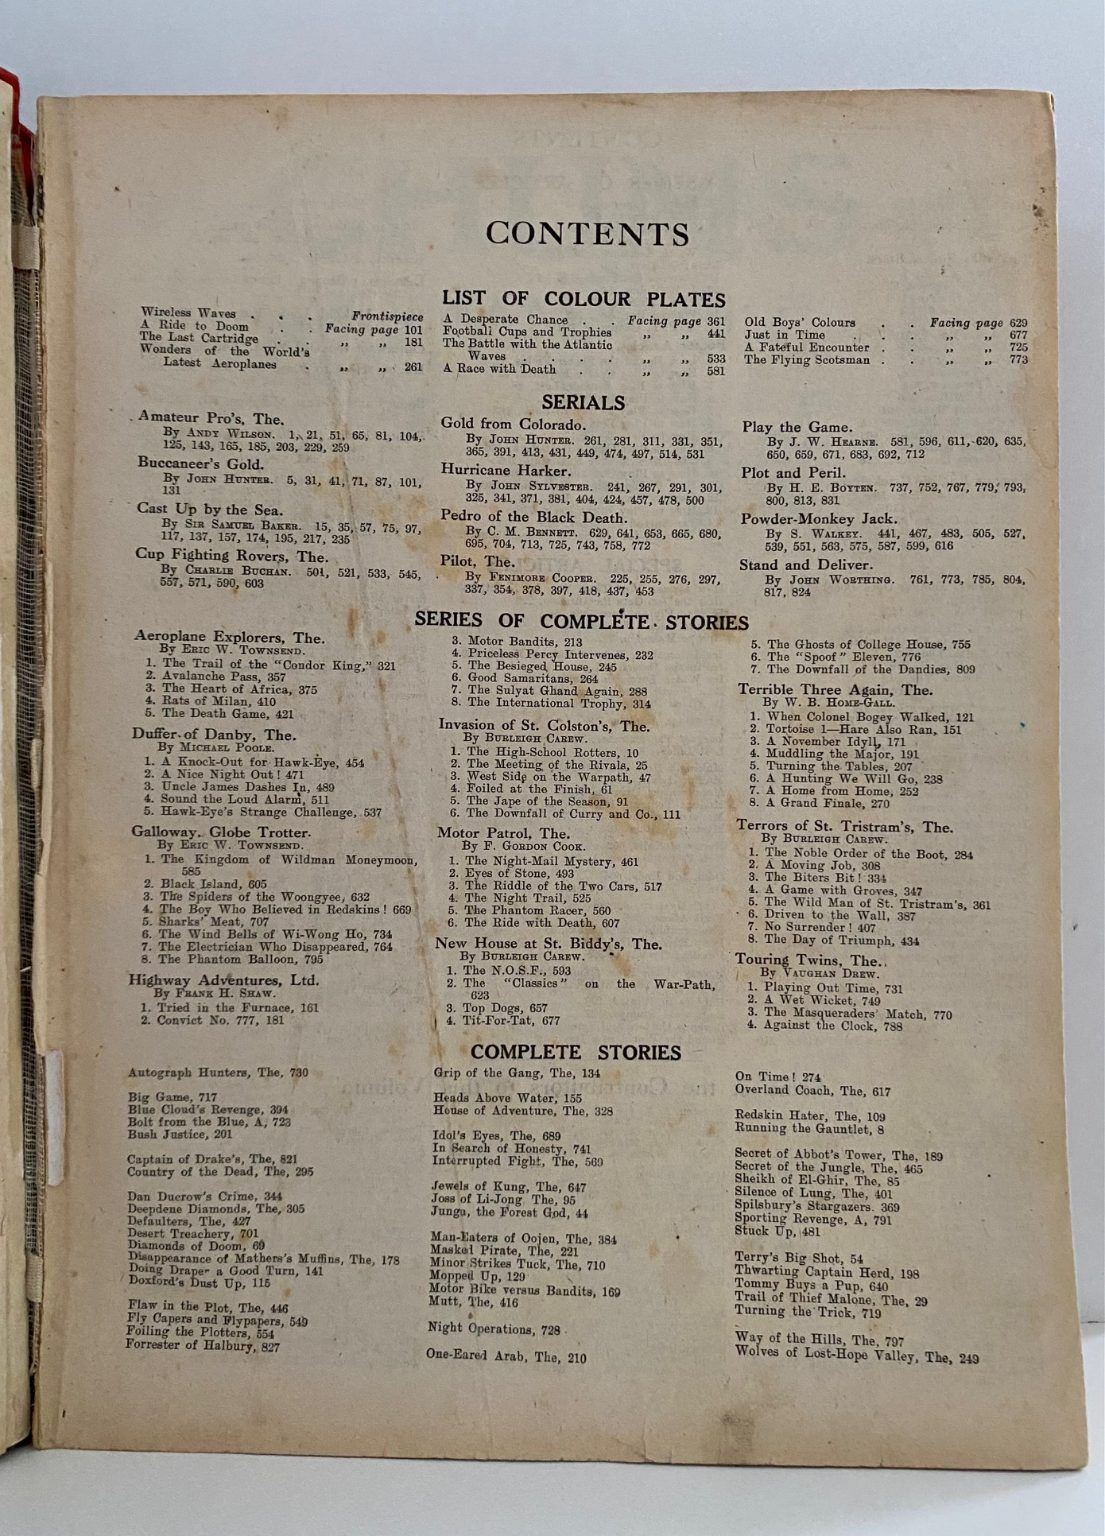 CONTENTS
LIST OF COLOUR PLATES
Wireless Waves . . . Frontispiece
A Ride to Doom . . Facing page 101
The Last Cartridge . ,, ,, 181
Wonders of the World's
Latest Aeroplanes . ,, ,, 261
A Desperate Chance . . Facing page 361
Football Cups and Trophies ,, ,, 441
The Battle with the Atlantic
Waves . . . . ,, ,, 533
A Race with Death . . ,, ,, 581
Old Boys' Colours . . Facing page 629
Just in Time . . ,, ,, 677
A Fateful Encounter . . ,, ,, 725
The Flying Scotsman . . ,, ,, 773
SERIALS
Amateur Pro's, The.
By ANDY WILSON. 1, 21, 51, 65, 81, 104,
125, 143, 165, 185, 203, 229, 259
Buccaneer's Gold.
By JOHN HUNTER. 5, 31, 41, 71, 87, 101,
131
Cast Up by the Sea.
By SIR SAMUEL BAKER. 15, 35, 57, 75, 97,
117, 137, 157, 174, 195, 217, 235
Cup Fighting Rovers, The.
By CHARLIE BUCHAN. 501, 521, 533, 545,
557, 571, 590, 603
Gold from Colorado.
By JOHN HUNTER. 261, 281, 311, 331, 351,
365, 391, 413, 431, 449, 474, 497, 514, 531
Hurricane Harker.
By JOHN SYLVESTER. 241, 267, 291, 301,
325, 341, 371, 381, 404, 424, 457, 478, 500
Pedro of the Black Death.
By C. M. BENNETT. 629, 641, 653, 665, 680,
695, 704, 713, 725, 743, 758, 772
Pilot, The.
By FENIMORE COOPER. 225, 255, 276, 297,
337, 354, 378, 397, 418, 437, 453
Play the Game.
By J. W. HEARNE. 581, 596, 611, 620, 635,
650, 659, 671, 683, 692, 712
Plot and Peril.
By H. E. BOYTEN. 737, 752, 767, 779, 793,
800, 813, 831
Powder-Monkey Jack.
By S. WALKEY. 441, 467, 483, 505, 527,
539, 551, 563, 575, 587, 599, 616
Stand and Deliver.
By JOHN WORTHING. 761, 773, 785, 804,
817, 824
SERIES OF COMPLETE STORIES
Aeroplane Explorers, The.
By ERIC W. TOWNSEND.
1. The Trail of the "Condor King," 321
2. Avalanche Pass, 357
3. The Heart of Africa, 375
4. Rats of Milan, 410
5. The Death Game, 421
Duffer of Danby, The.
By MICHAEL POOLE.
1. A Knock-Out for Hawk-Eye, 454
2. A Nice Night Out! 471
3. Uncle James Dashes In, 489
4. Sound the Loud Alarm, 511
5. Hawk-Eye's Strange Challenge, 537
Galloway, Globe Trotter.
By ERIC W. TOWNSEND.
1. The Kingdom of Wildman Moneymoon,
585
2. Black Island, 605
3. The Spiders of the Woongyee, 632
4. The Boy Who Believed in Redskins! 669
5. Sharks' Meat, 707
6. The Wind Bells of Wi-Wong Ho, 734
7. The Electrician Who Disappeared, 764
8. The Phantom Balloon, 795
Highway Adventures, Ltd.
By FRANK H. SHAW.
1. Tried in the Furnace, 161
2. Convict No. 777, 181
3. Motor Bandits, 213
4. Priceless Percy Intervenes, 232
5. The Besieged House, 245
6. Good Samaritans, 264
7. The Sulyat Ghand Again, 288
8. The International Trophy, 314
Invasion of St. Colston's, The.
By BURLEIGH CAREW.
1. The High-School Rotters, 10
2. The Meeting of the Rivals, 25
3. West Side on the Warpath, 47
4. Foiled at the Finish, 61
5. The Jape of the Season, 91
6. The Downfall of Curry and Co., 111
Motor Patrol, The.
By F. GORDON COOK.
1. The Night-Mail Mystery, 461
2. Eyes of Stone, 493
3. The Riddle of the Two Cars, 517
4. The Night Trail, 525
5. The Phantom Racer, 560
6. The Ride with Death, 607
New House at St. Biddy's, The.
By BURLEIGH CAREW.
1. The N.O.S.F., 593
2. The "Classics" on the War-Path,
623
3. Top Dogs, 657
4. Tit-For-Tat, 677
5. The Ghosts of College House, 755
6. The "Spoof" Eleven, 776
7. The Downfall of the Dandies, 809
Terrible Three Again, The.
By W. B. HOME-GALL.
1. When Colonel Bogey Walked, 121
2. Tortoise 1—Hare Also Ran, 151
3. A November Idyll, 171
4. Muddling the Major, 191
5. Turning the Tables, 207
6. A Hunting We Will Go, 238
7. A Home from Home, 252
8. A Grand Finale, 270
Terrors of St. Tristram's, The.
By BURLEIGH CAREW.
1. The Noble Order of the Boot, 284
2. A Moving Job, 308
3. The Biters Bit! 334
4. A Game with Groves, 347
5. The Wild Man of St. Tristram's, 361
6. Driven to the Wall, 387
7. No Surrender! 407
8. The Day of Triumph, 434
Touring Twins, The.
By VAUGHAN DREW.
1. Playing Out Time, 731
2. A Wet Wicket, 749
3. The Masqueraders' Match, 770
4. Against the Clock, 788
COMPLETE STORIES
Autograph Hunters, The, 730
Big Game, 717
Blue Cloud's Revenge, 394
Bolt from the Blue, A, 723
Bush Justice, 201
Captain of Drake's, The, 821
Country of the Dead, The, 295
Dan Ducrow's Crime, 344
Deepdene Diamonds, The, 305
Defaulters, The, 427
Desert Treachery, 701
Diamonds of Doom, 69
Disappearance of Mathers's Muffins, The, 178
Doing Draper a Good Turn, 141
Doxford's Dust Up, 115
Flaw in the Plot, The, 446
Fly Capers and Flypapers, 549
Foiling the Plotters, 554
Forrester of Halbury, 827
Grip of the Gang, The, 134
Heads Above Water, 155
House of Adventure, The, 328
Idol's Eyes, The, 689
In Search of Honesty, 741
Interrupted Fight, The, 569
Jewels of Kung, The, 647
Joss of Li-Jong, The, 95
Jungu, the Forest God, 44
Man-Eaters of Oojen, The, 384
Masked Pirate, The, 221
Minor Strikes Tuck, The, 710
Mopped Up, 129
Motor Bike versus Bandits, 169
Mutt, The, 416
Night Operations, 728
One-Eared Arab, The, 210
On Time! 274
Overland Coach, The, 617
Redskin Hater, The, 109
Running the Gauntlet, 8
Secret of Abbot's Tower, The, 189
Secret of the Jungle, The, 465
Sheikh of El-Ghir, The, 85
Silence of Lung, The, 401
Spilsbury's Stargazers. 369
Sporting Revenge, A, 791
Stuck Up, 481
Terry's Big Shot, 54
Thwarting Captain Herd, 198
Tommy Buys a Pup, 640
Trail of Thief Malone, The, 29
Turning the Trick, 719
Way of the Hills, The, 797
Wolves of Lost-Hope Valley, The, 249